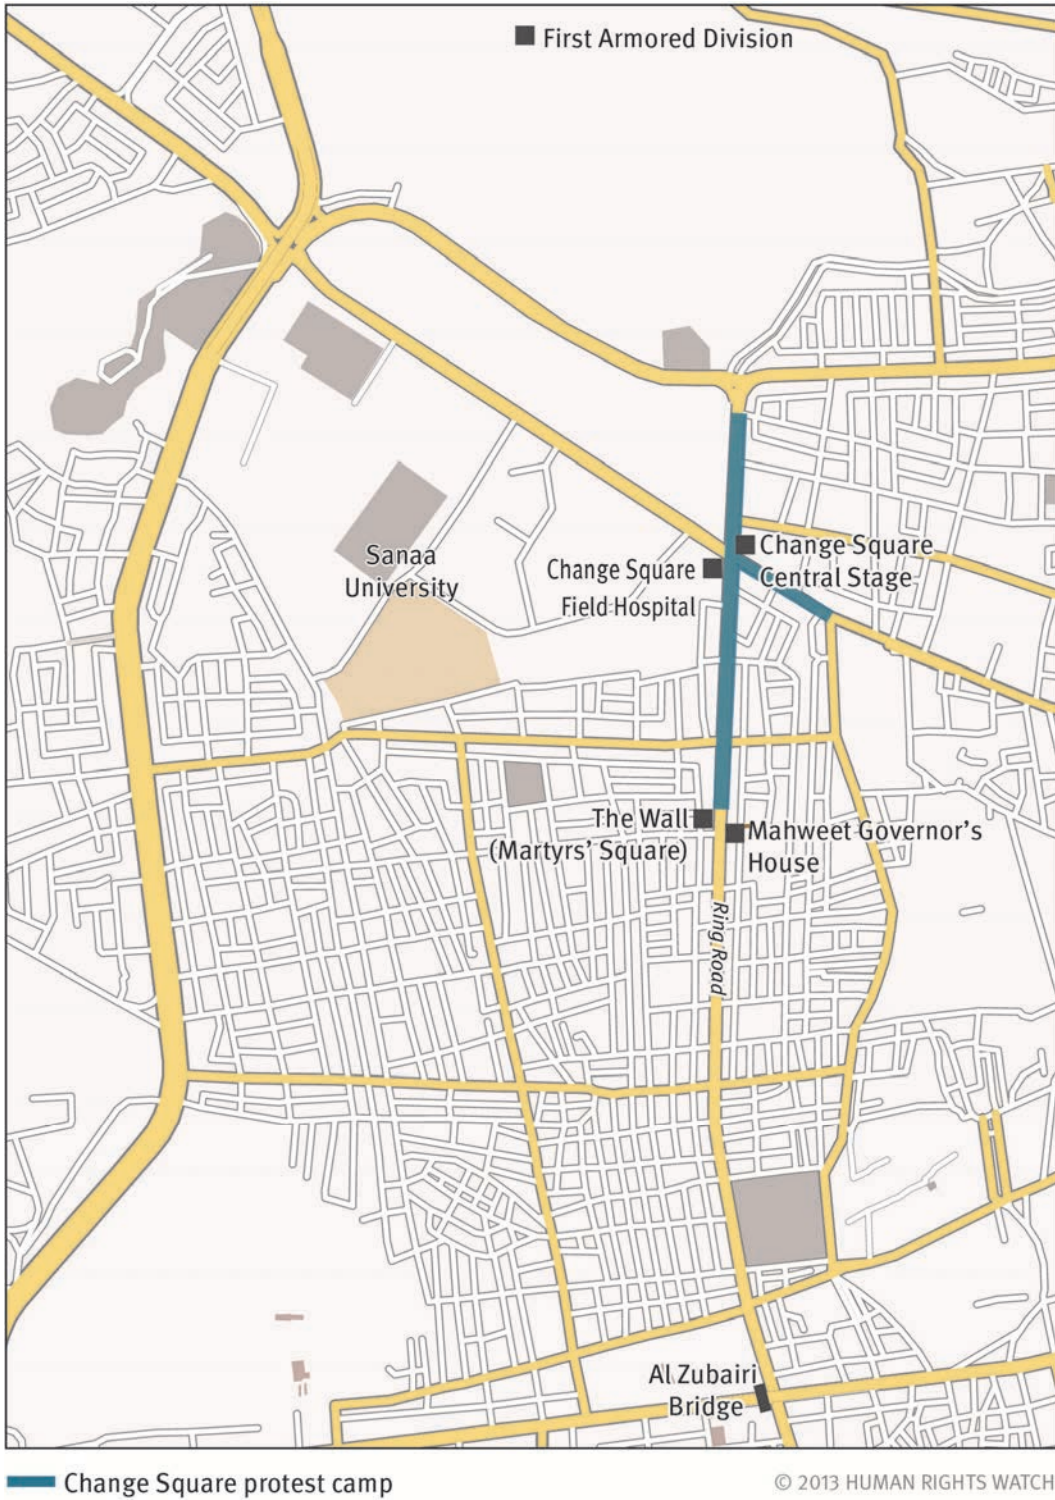 First Armored Division
Sanaa
University
Change Square
Central Stage
Change Square
Field Hospital
The Wall
(Martyrs' Square)
Mahweet Governor's
House
Ring Road
Al Zubairi
Bridge
Change Square protest camp
© 2013 HUMAN RIGHTS WATCH